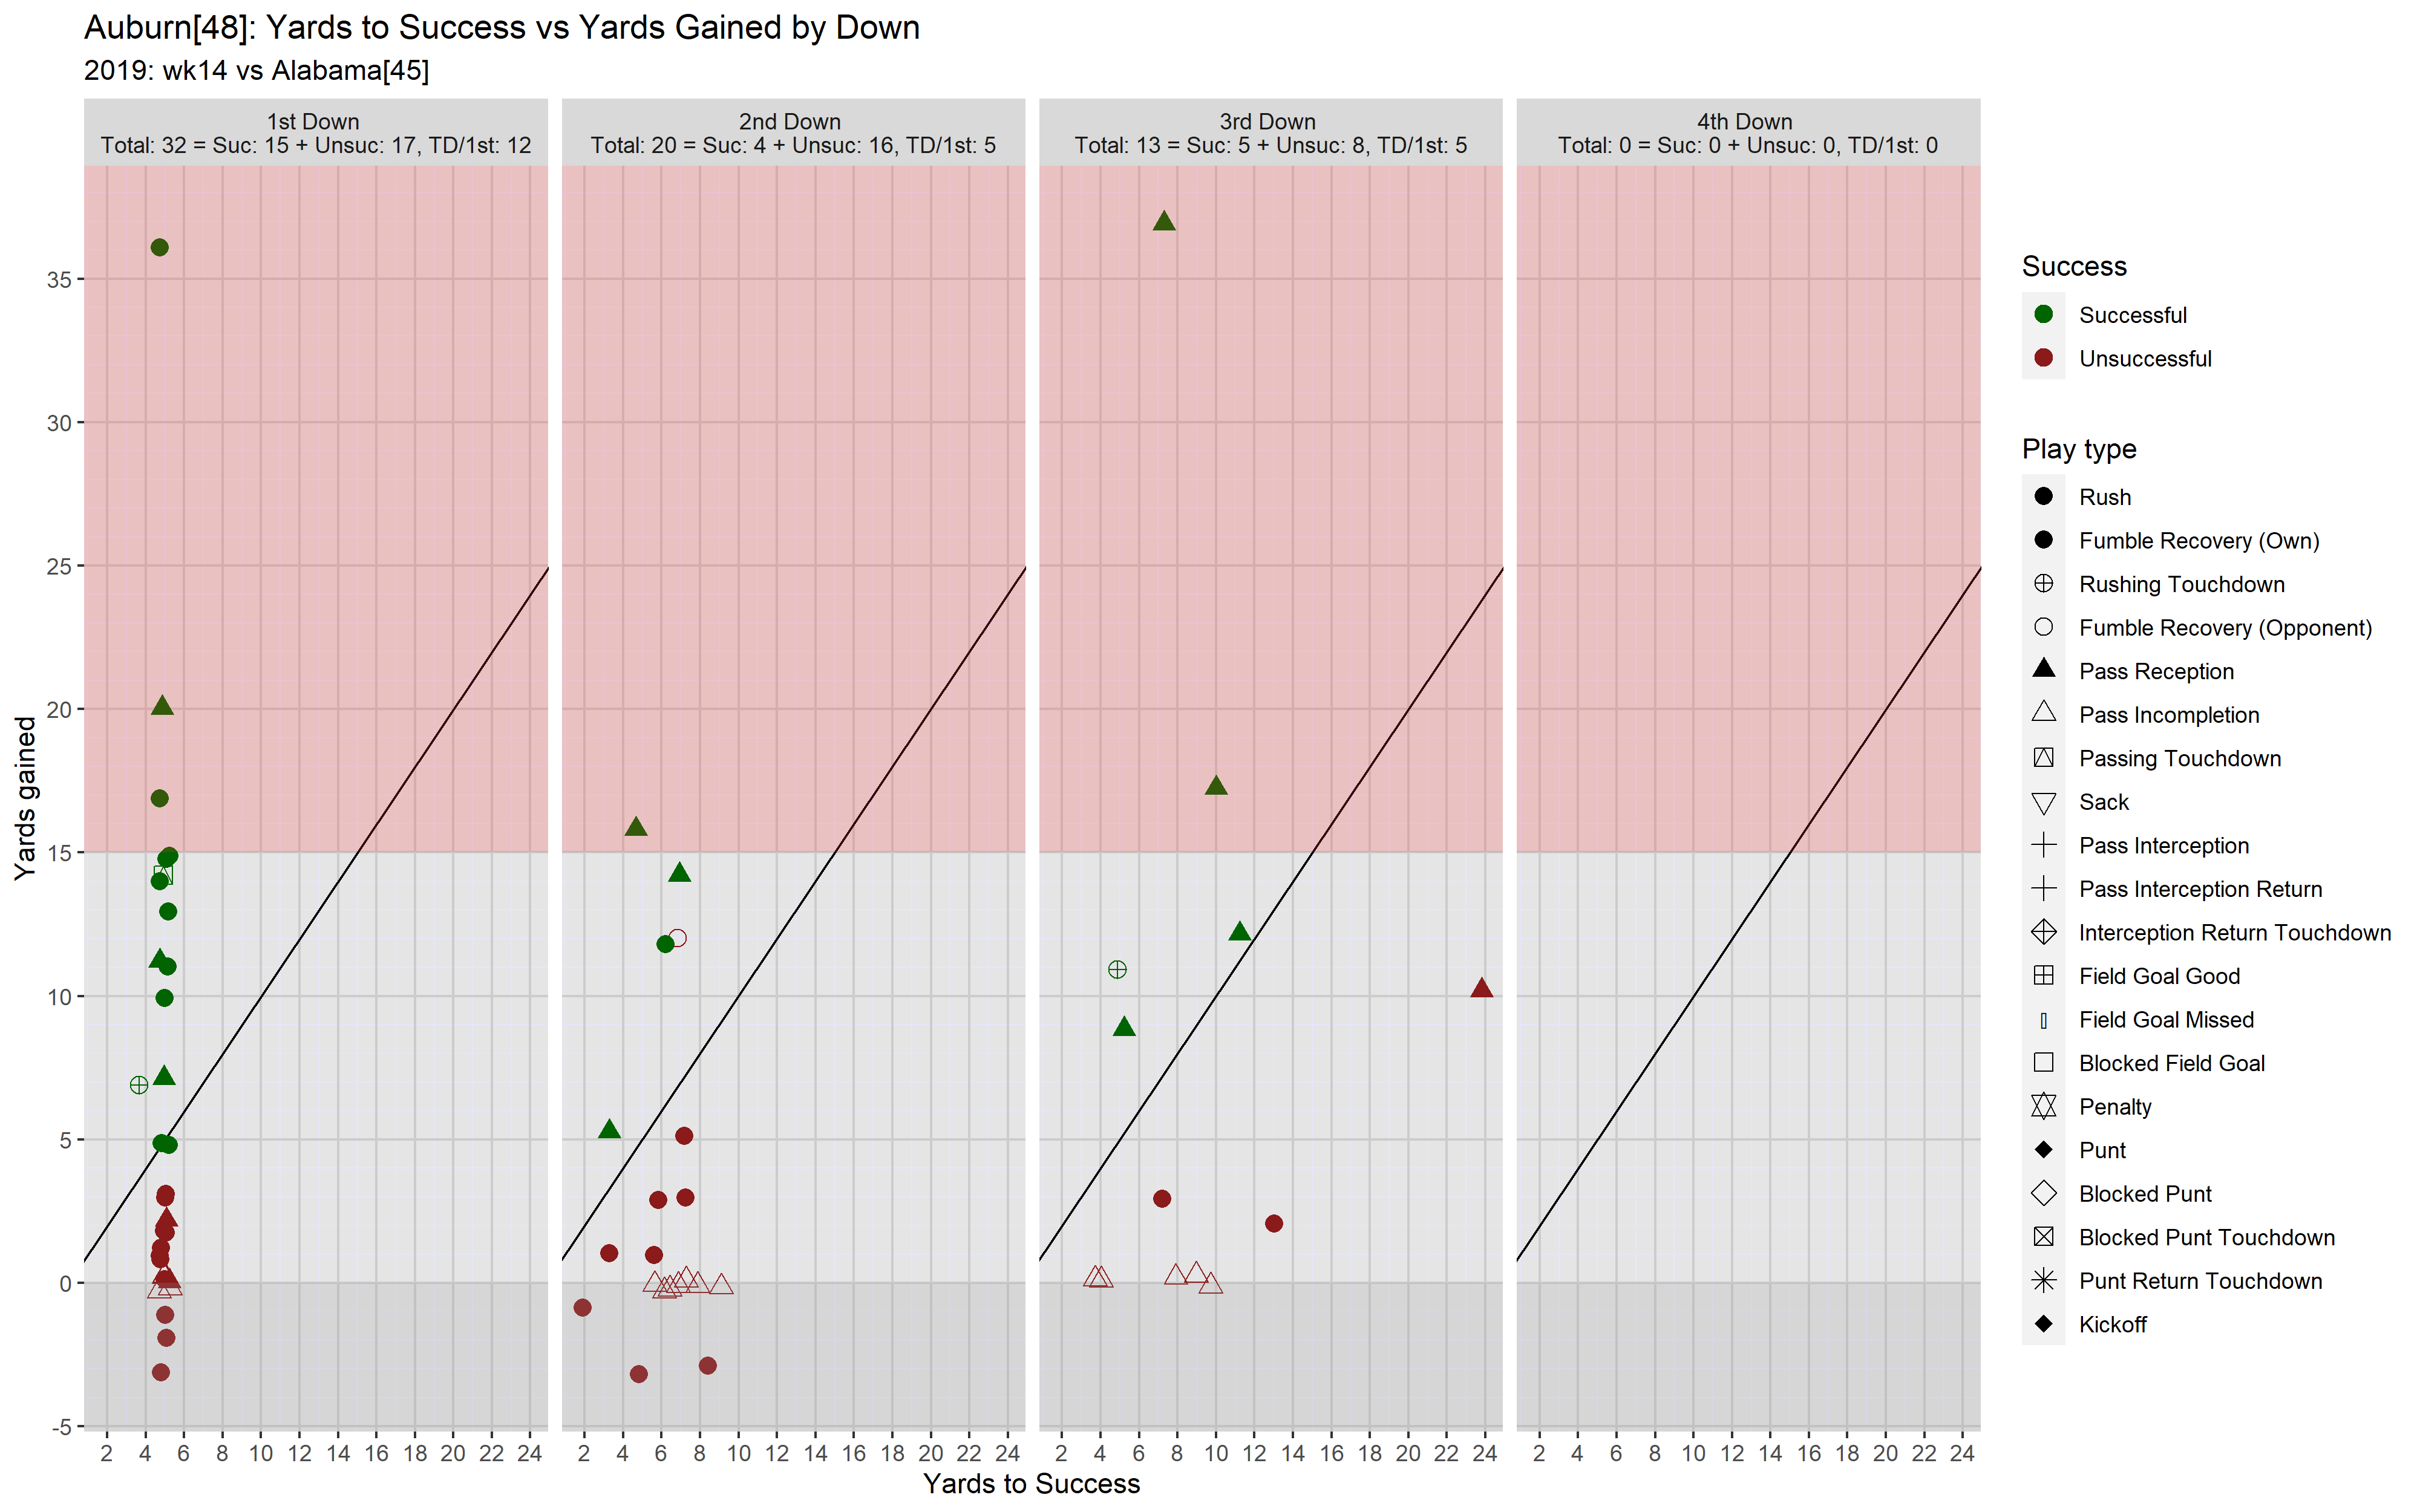 Auburn[48]: Yards to Success vs Yards Gained by Down
2019: wk14 vs Alabama[45]
1st Down
Total: 32 = Suc: 15 + Unsuc: 17, TD/1st: 12
2nd Down
Total: 20 = Suc: 4 + Unsuc: 16, TD/1st: 5
3rd Down
Total: 13 = Suc: 5 + Unsuc: 8, TD/1st: 5
4th Down
Total: 0 = Suc: 0 + Unsuc: 0, TD/1st: 0
Yards gained
35
30
25
20
15
10
5
0
-5
2 4 6 8 10 12 14 16 18 20 22 24
2 4 6 8 10 12 14 16 18 20 22 24
2 4 6 8 10 12 14 16 18 20 22 24
2 4 6 8 10 12 14 16 18 20 22 24
Yards to Success
Success
Successful
Unsuccessful
Play type
Rush
Fumble Recovery (Own)
Rushing Touchdown
Fumble Recovery (Opponent)
Pass Reception
Pass Incompletion
Passing Touchdown
Sack
Pass Interception
Pass Interception Return
Interception Return Touchdown
Field Goal Good
Field Goal Missed
Blocked Field Goal
Penalty
Punt
Blocked Punt
Blocked Punt Touchdown
Punt Return Touchdown
Kickoff